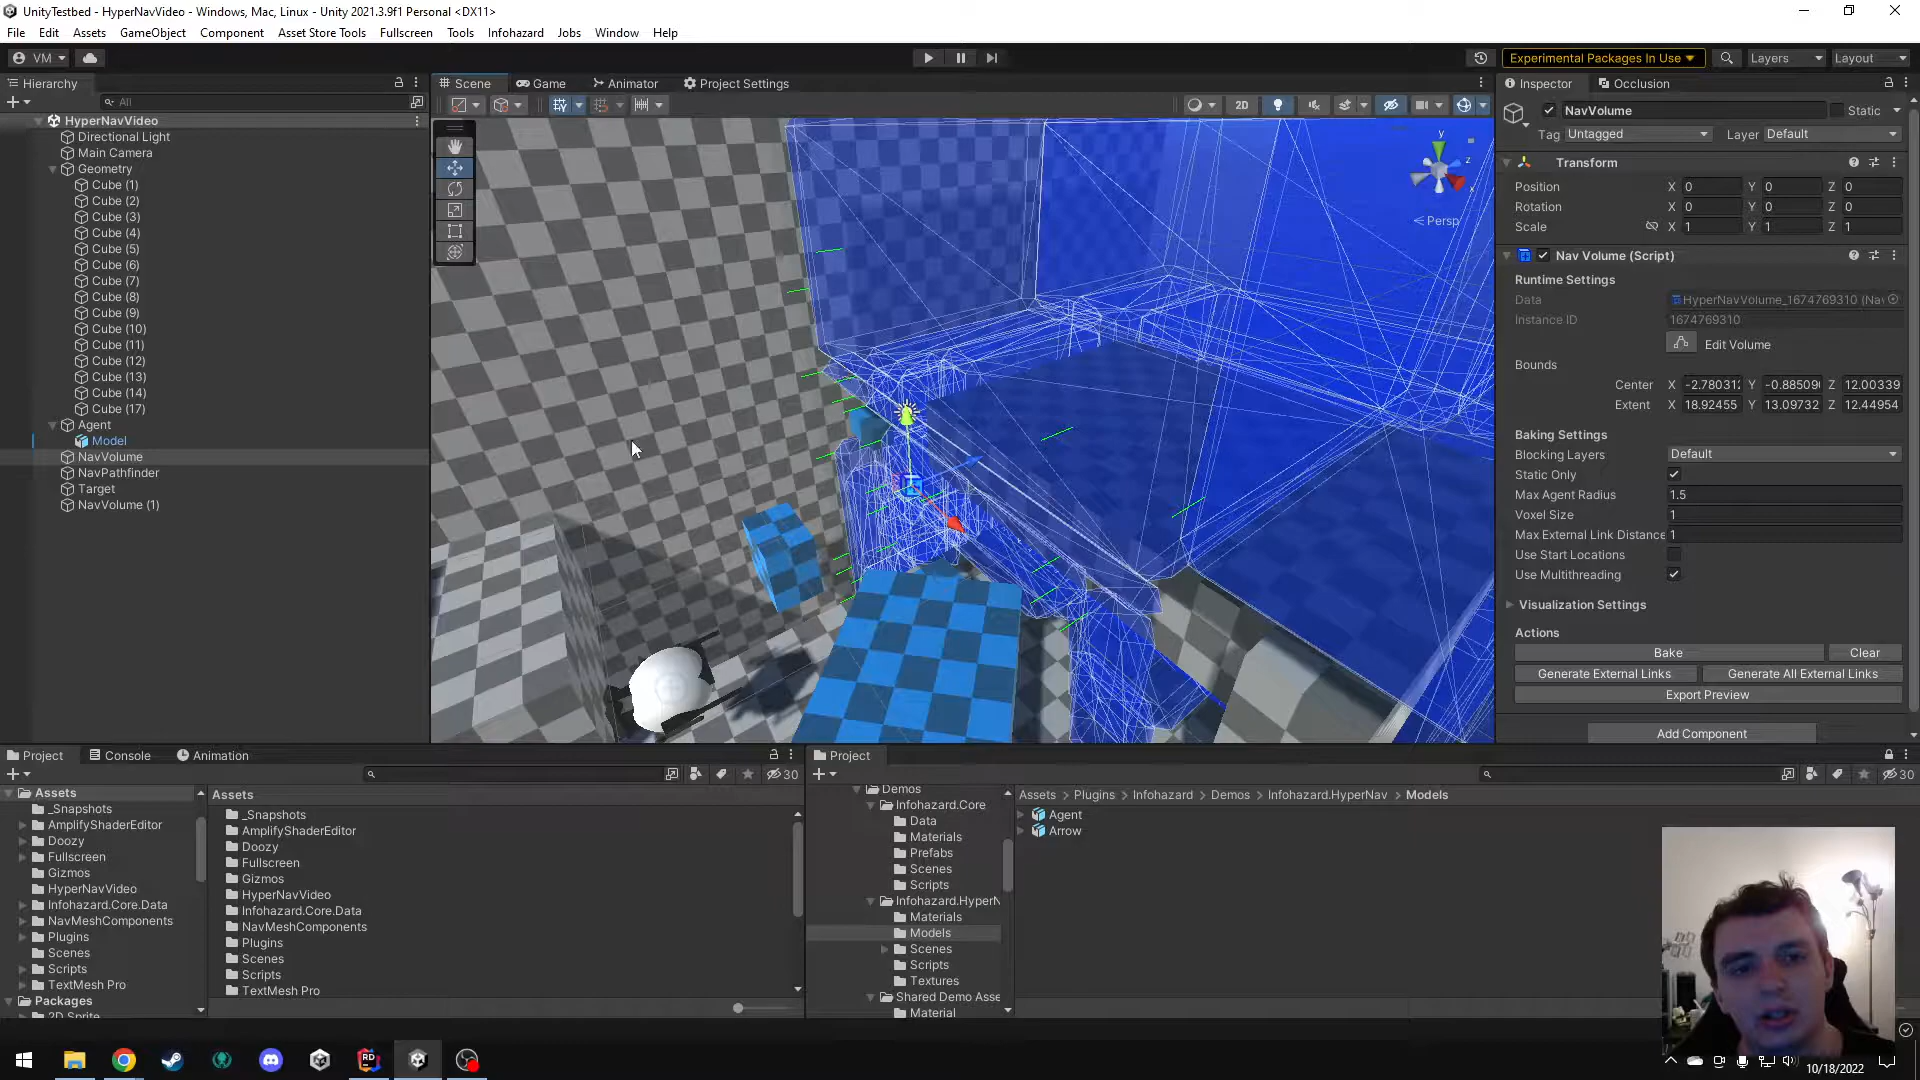 UnityTestbed - HyperNavVideo - Windows, Mac, Linux - Unity 2021.3.9f1 Personal <DX11>
File Edit Assets GameObject Component Asset Store Tools Fullscreen Tools Infohazard Jobs Window Help
VM Experimental Packages In Use Layers Layout
Hierarchy
All
HyperNavVideo
Directional Light
Main Camera
Geometry
Cube (1)
Cube (2)
Cube (3)
Cube (4)
Cube (5)
Cube (6)
Cube (7)
Cube (8)
Cube (9)
Cube (10)
Cube (11)
Cube (12)
Cube (13)
Cube (14)
Cube (17)
Agent
Model
NavVolume
NavPathfinder
Target
NavVolume (1)
Scene Game Animator Project Settings
2D
y
z
x
Persp
Inspector Occlusion
NavVolume Static
Tag Untagged Layer Default
Transform
Position X 0 Y 0 Z 0
Rotation X 0 Y 0 Z 0
Scale X 1 Y 1 Z 1
Nav Volume (Script)
Runtime Settings
Data HyperNavVolume_1674769310 (Nav
Instance ID 1674769310
Edit Volume
Bounds
Center X -2.780312 Y -0.88509 Z 12.00339
Extent X 18.92455 Y 13.09732 Z 12.44954
Baking Settings
Blocking Layers Default
Static Only
Max Agent Radius 1.5
Voxel Size 1
Max External Link Distance 1
Use Start Locations
Use Multithreading
Visualization Settings
Actions
Bake Clear
Generate External Links Generate All External Links
Export Preview
Add Component
Project Console Animation
30
Assets
_Snapshots
AmplifyShaderEditor
Doozy
Fullscreen
Gizmos
HyperNavVideo
Infohazard.Core.Data
NavMeshComponents
Plugins
Scenes
Scripts
TextMesh Pro
Packages
2D Sprite
Assets
_Snapshots
AmplifyShaderEditor
Doozy
Fullscreen
Gizmos
HyperNavVideo
Infohazard.Core.Data
NavMeshComponents
Plugins
Scenes
Scripts
TextMesh Pro
Project
30
Demos
Infohazard.Core
Data
Materials
Prefabs
Scenes
Scripts
Infohazard.HyperN
Materials
Models
Scenes
Scripts
Textures
Shared Demo Asse
Material
Assets > Plugins > Infohazard > Demos > Infohazard.HyperNav > Models
Agent
Arrow
RD
10/18/2022